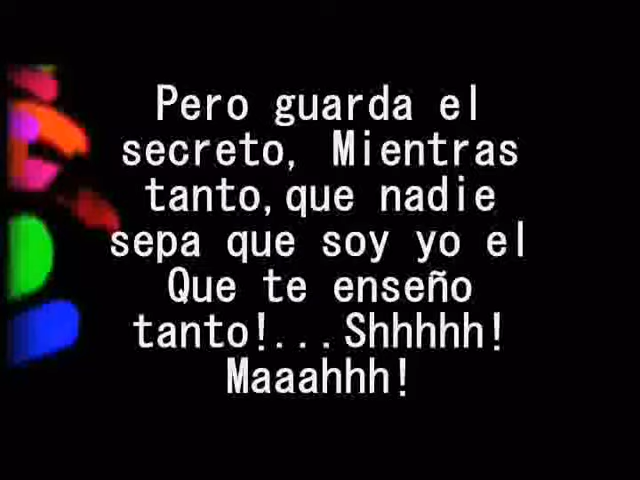 Pero guarda el
secreto, Mientras
tanto,que nadie
sepa que soy yo el
Que te enseño
tanto!...Shhhhh!
Maaahhh!